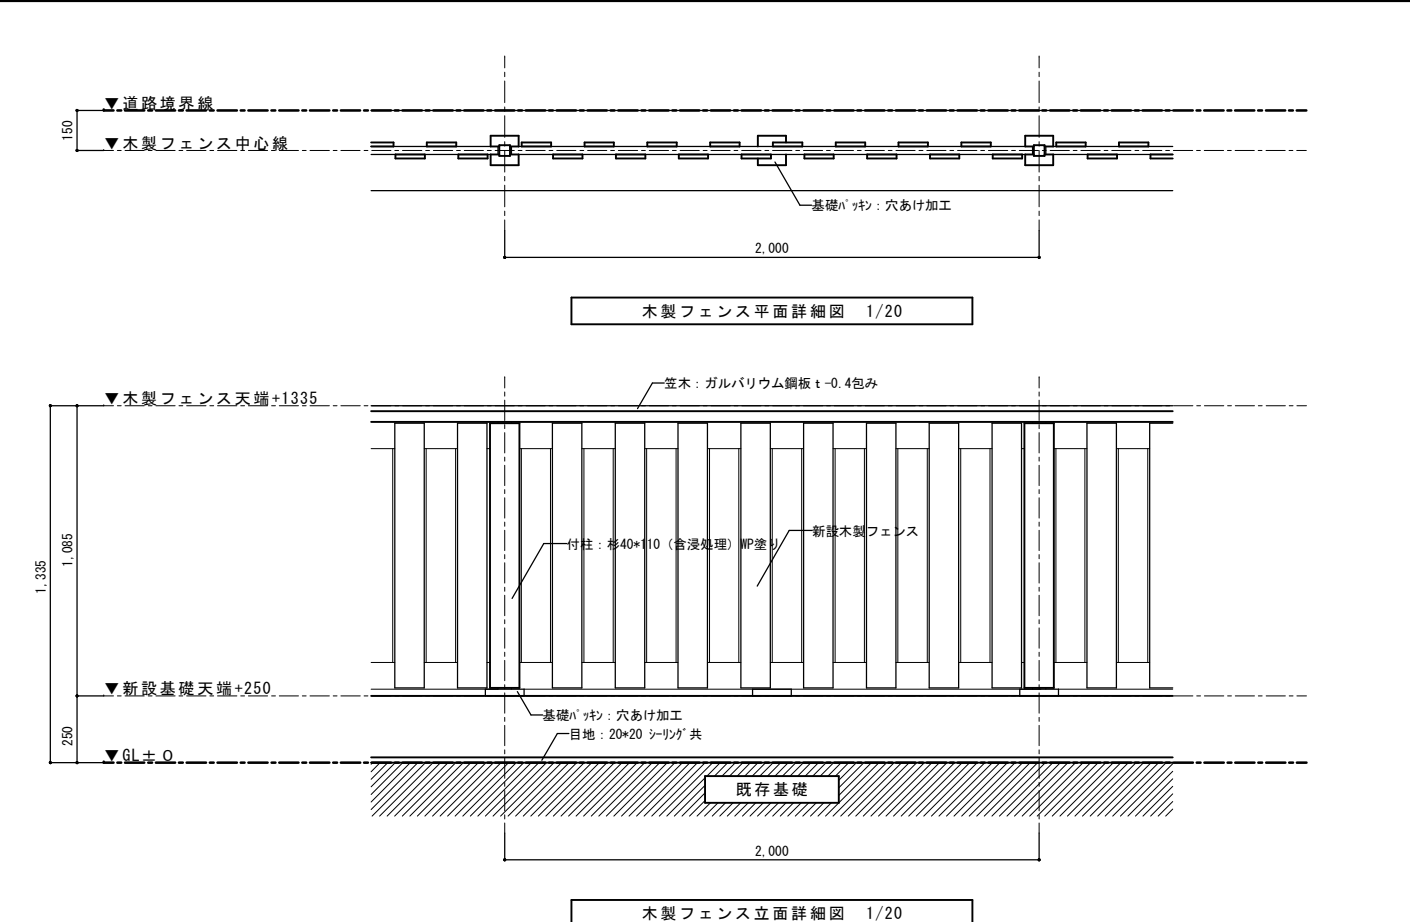 ▼道路境界線
150
▼木製フェンス中心線
基礎ﾊﾟｯｷﾝ：穴あけ加工
2,000
木製フェンス平面詳細図　1/20
笠木：ガルバリウム鋼板ｔ-0.4包み
▼木製フェンス天端+1335
新設木製フェンス
付柱：杉40*110（含浸処理）WP塗り
1,085
1,335
▼新設基礎天端+250
基礎ﾊﾟｯｷﾝ：穴あけ加工
目地：20*20 ｼｰﾘﾝｸﾞ共
250
▼GL±０
既存基礎
2,000
木製フェンス立面詳細図　1/20